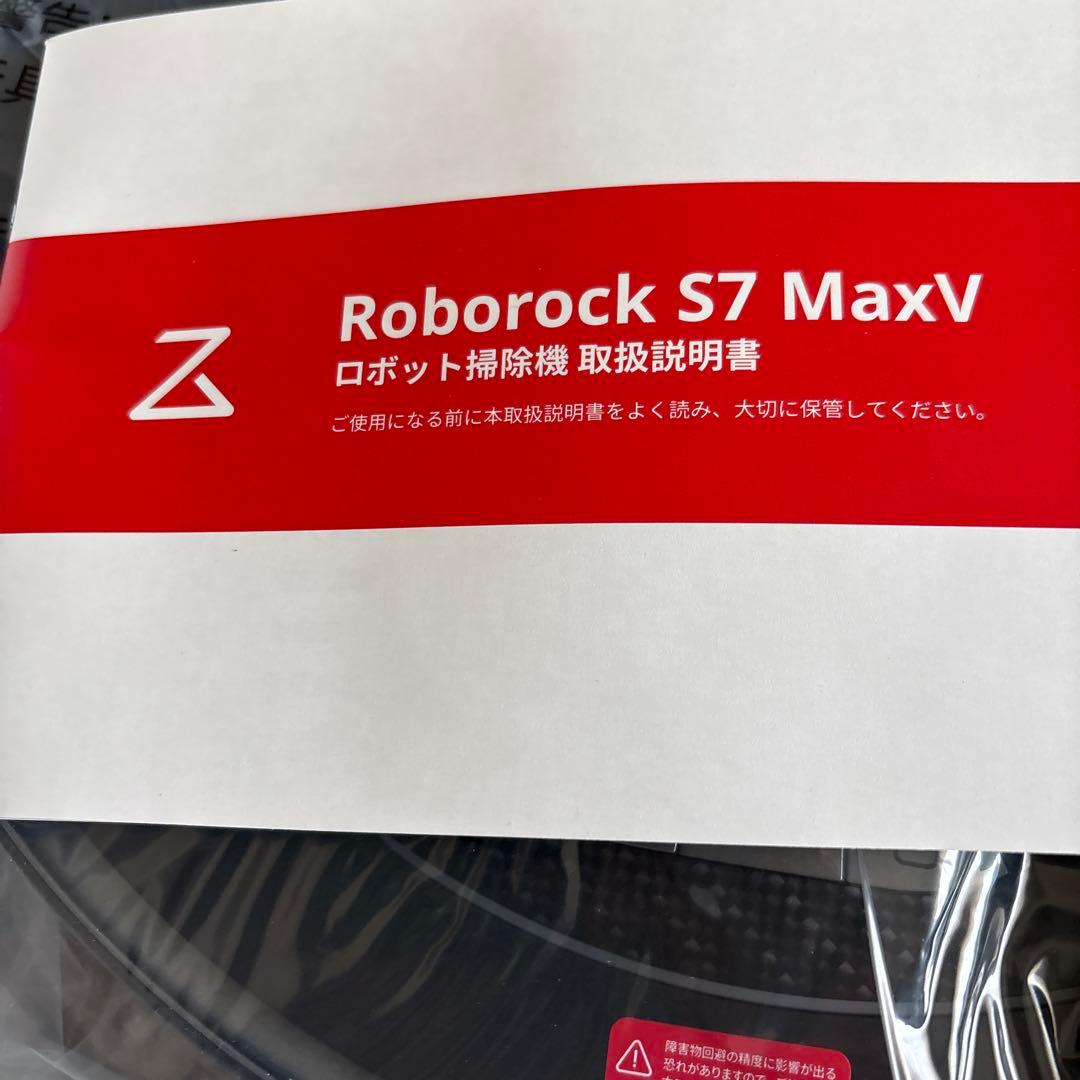 警告
Roborock S7 MaxV
ロボット掃除機 取扱説明書
ご使用になる前に本取扱説明書をよく読み、大切に保管してください。
障害物回避の精度に影響が出る
恐れがありますので